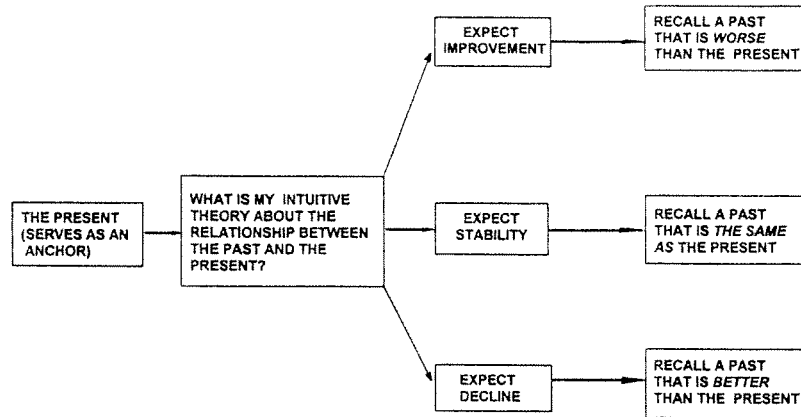 THE PRESENT
(SERVES AS AN
ANCHOR)
WHAT IS MY INTUITIVE
THEORY ABOUT THE
RELATIONSHIP BETWEEN
THE PAST AND THE
PRESENT?
EXPECT
IMPROVEMENT
RECALL A PAST
THAT IS WORSE
THAN THE PRESENT
EXPECT
STABILITY
RECALL A PAST
THAT IS THE SAME
AS THE PRESENT
EXPECT
DECLINE
RECALL A PAST
THAT IS BETTER
THAN THE PRESENT